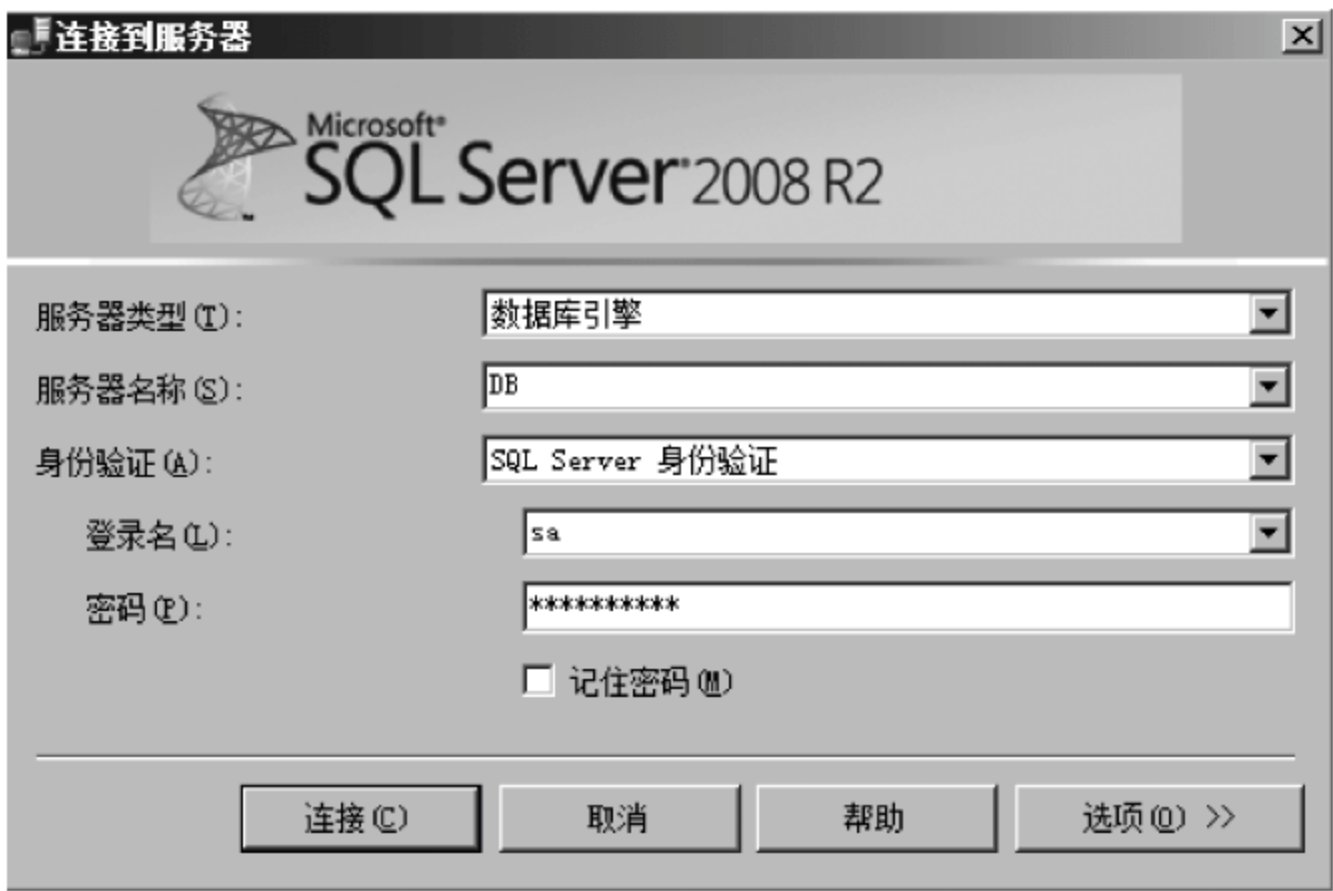 连接到服务器
Microsoft®
SQL Server® 2008 R2
服务器类型(T): 数据库引擎
服务器名称(S): DB
身份验证(A): SQL Server 身份验证
登录名(L): sa
密码(P): **********
记住密码(M)
连接(C) 取消 帮助 选项(O) >>